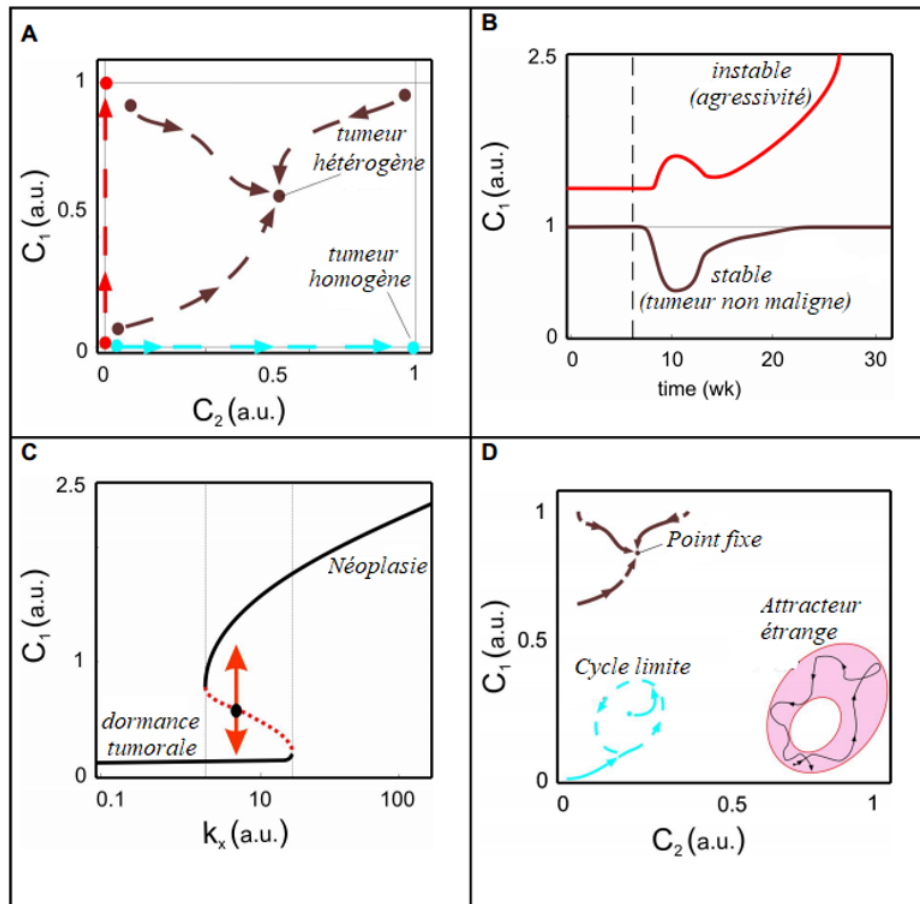 A
1
0.5
0
C1 (a.u.)
tumeur
hétérogène
tumeur
homogène
0
0.5
1
C2 (a.u.)
B
2.5
1
0
C1 (a.u.)
instable
(agressivité)
stable
(tumeur non maligne)
0
10
20
30
time (wk)
C
2.5
1
0
C1 (a.u.)
Néoplasie
dormance
tumorale
0.1
10
100
kx (a.u.)
D
1
0.5
0
C1 (a.u.)
Point fixe
Attracteur
étrange
Cycle limite
0
0.5
1
C2 (a.u.)